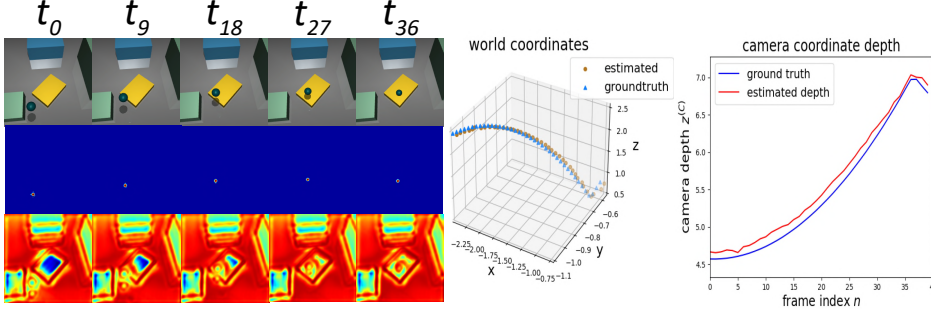 t0 t9 t18 t27 t36
world coordinates
estimated
groundtruth
2.5
2.0
1.5
1.0
0.5
z
−0.6
−0.7
−0.8
−0.9
−1.0
−1.1
y
−2.25
−2.00
−1.75
−1.50
−1.25
−1.00
−0.75
x
camera coordinate depth
ground truth
estimated depth
7.0
6.5
6.0
5.5
5.0
4.5
camera depth z(C)
0 5 10 15 20 25 30 35 40
frame index n